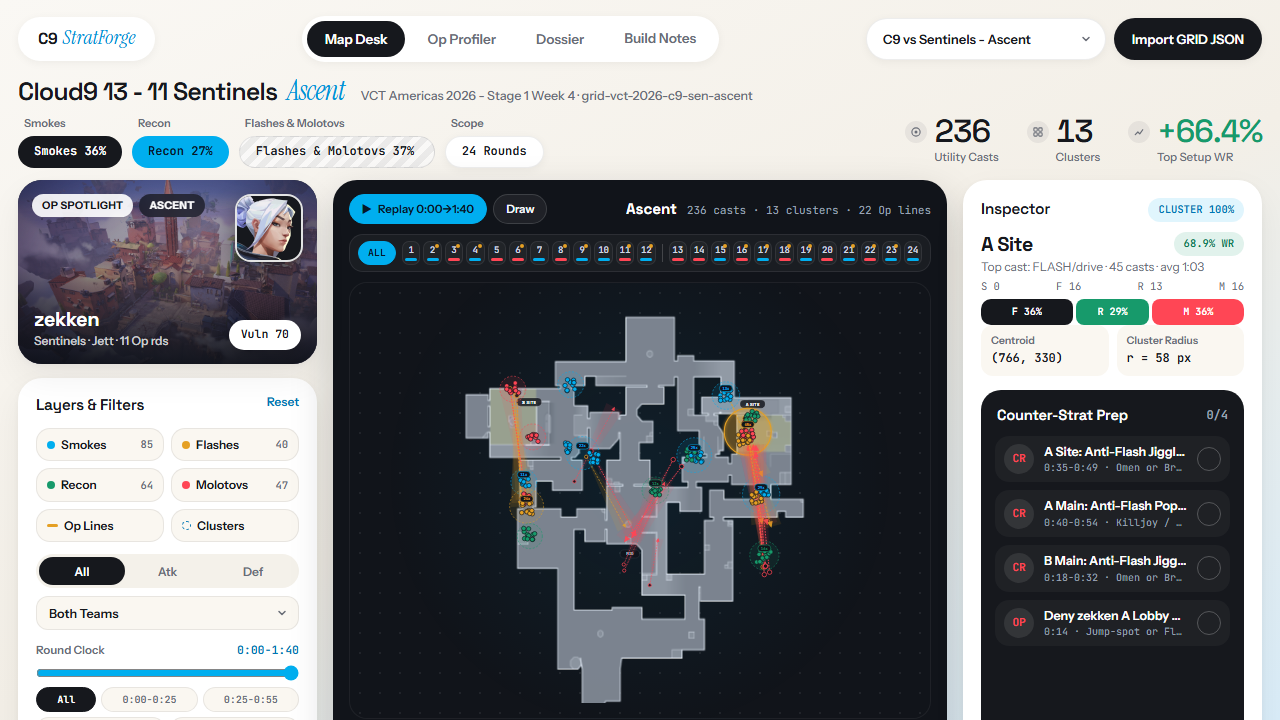 C9 StratForge
Map Desk
Op Profiler
Dossier
Build Notes
C9 vs Sentinels - Ascent
Import GRID JSON
Cloud9 13 - 11 Sentinels Ascent
VCT Americas 2026 - Stage 1 Week 4 · grid-vct-2026-c9-sen-ascent
Smokes
Recon
Flashes & Molotovs
Scope
Smokes 36%
Recon 27%
Flashes & Molotovs 37%
24 Rounds
236
Utility Casts
13
Clusters
+66.4%
Top Setup WR
OP SPOTLIGHT
ASCENT
zekken
Sentinels · Jett · 11 Op rds
Vuln 70
Layers & Filters
Reset
Smokes 85
Flashes 40
Recon 64
Molotovs 47
Op Lines
Clusters
All
Atk
Def
Both Teams
Round Clock
0:00-1:40
All
0:00-0:25
0:25-0:55
Replay 0:00→1:40
Draw
Ascent
236 casts · 13 clusters · 22 Op lines
ALL 1 2 3 4 5 6 7 8 9 10 11 12 13 14 15 16 17 18 19 20 21 22 23 24
B SITE
A SITE
Inspector
CLUSTER 100%
A Site
68.9% WR
Top cast: FLASH/drive · 45 casts · avg 1:03
S 0
F 16
R 13
M 16
F 36%
R 29%
M 36%
Centroid
(766, 330)
Cluster Radius
r = 58 px
Counter-Strat Prep
0/4
CR
A Site: Anti-Flash Jiggl…
0:35-0:49 · Omen or Br…
CR
A Main: Anti-Flash Pop…
0:40-0:54 · Killjoy / …
CR
B Main: Anti-Flash Jigg…
0:18-0:32 · Omen or Br…
OP
Deny zekken A Lobby …
0:14 · Jump-spot or Fl…